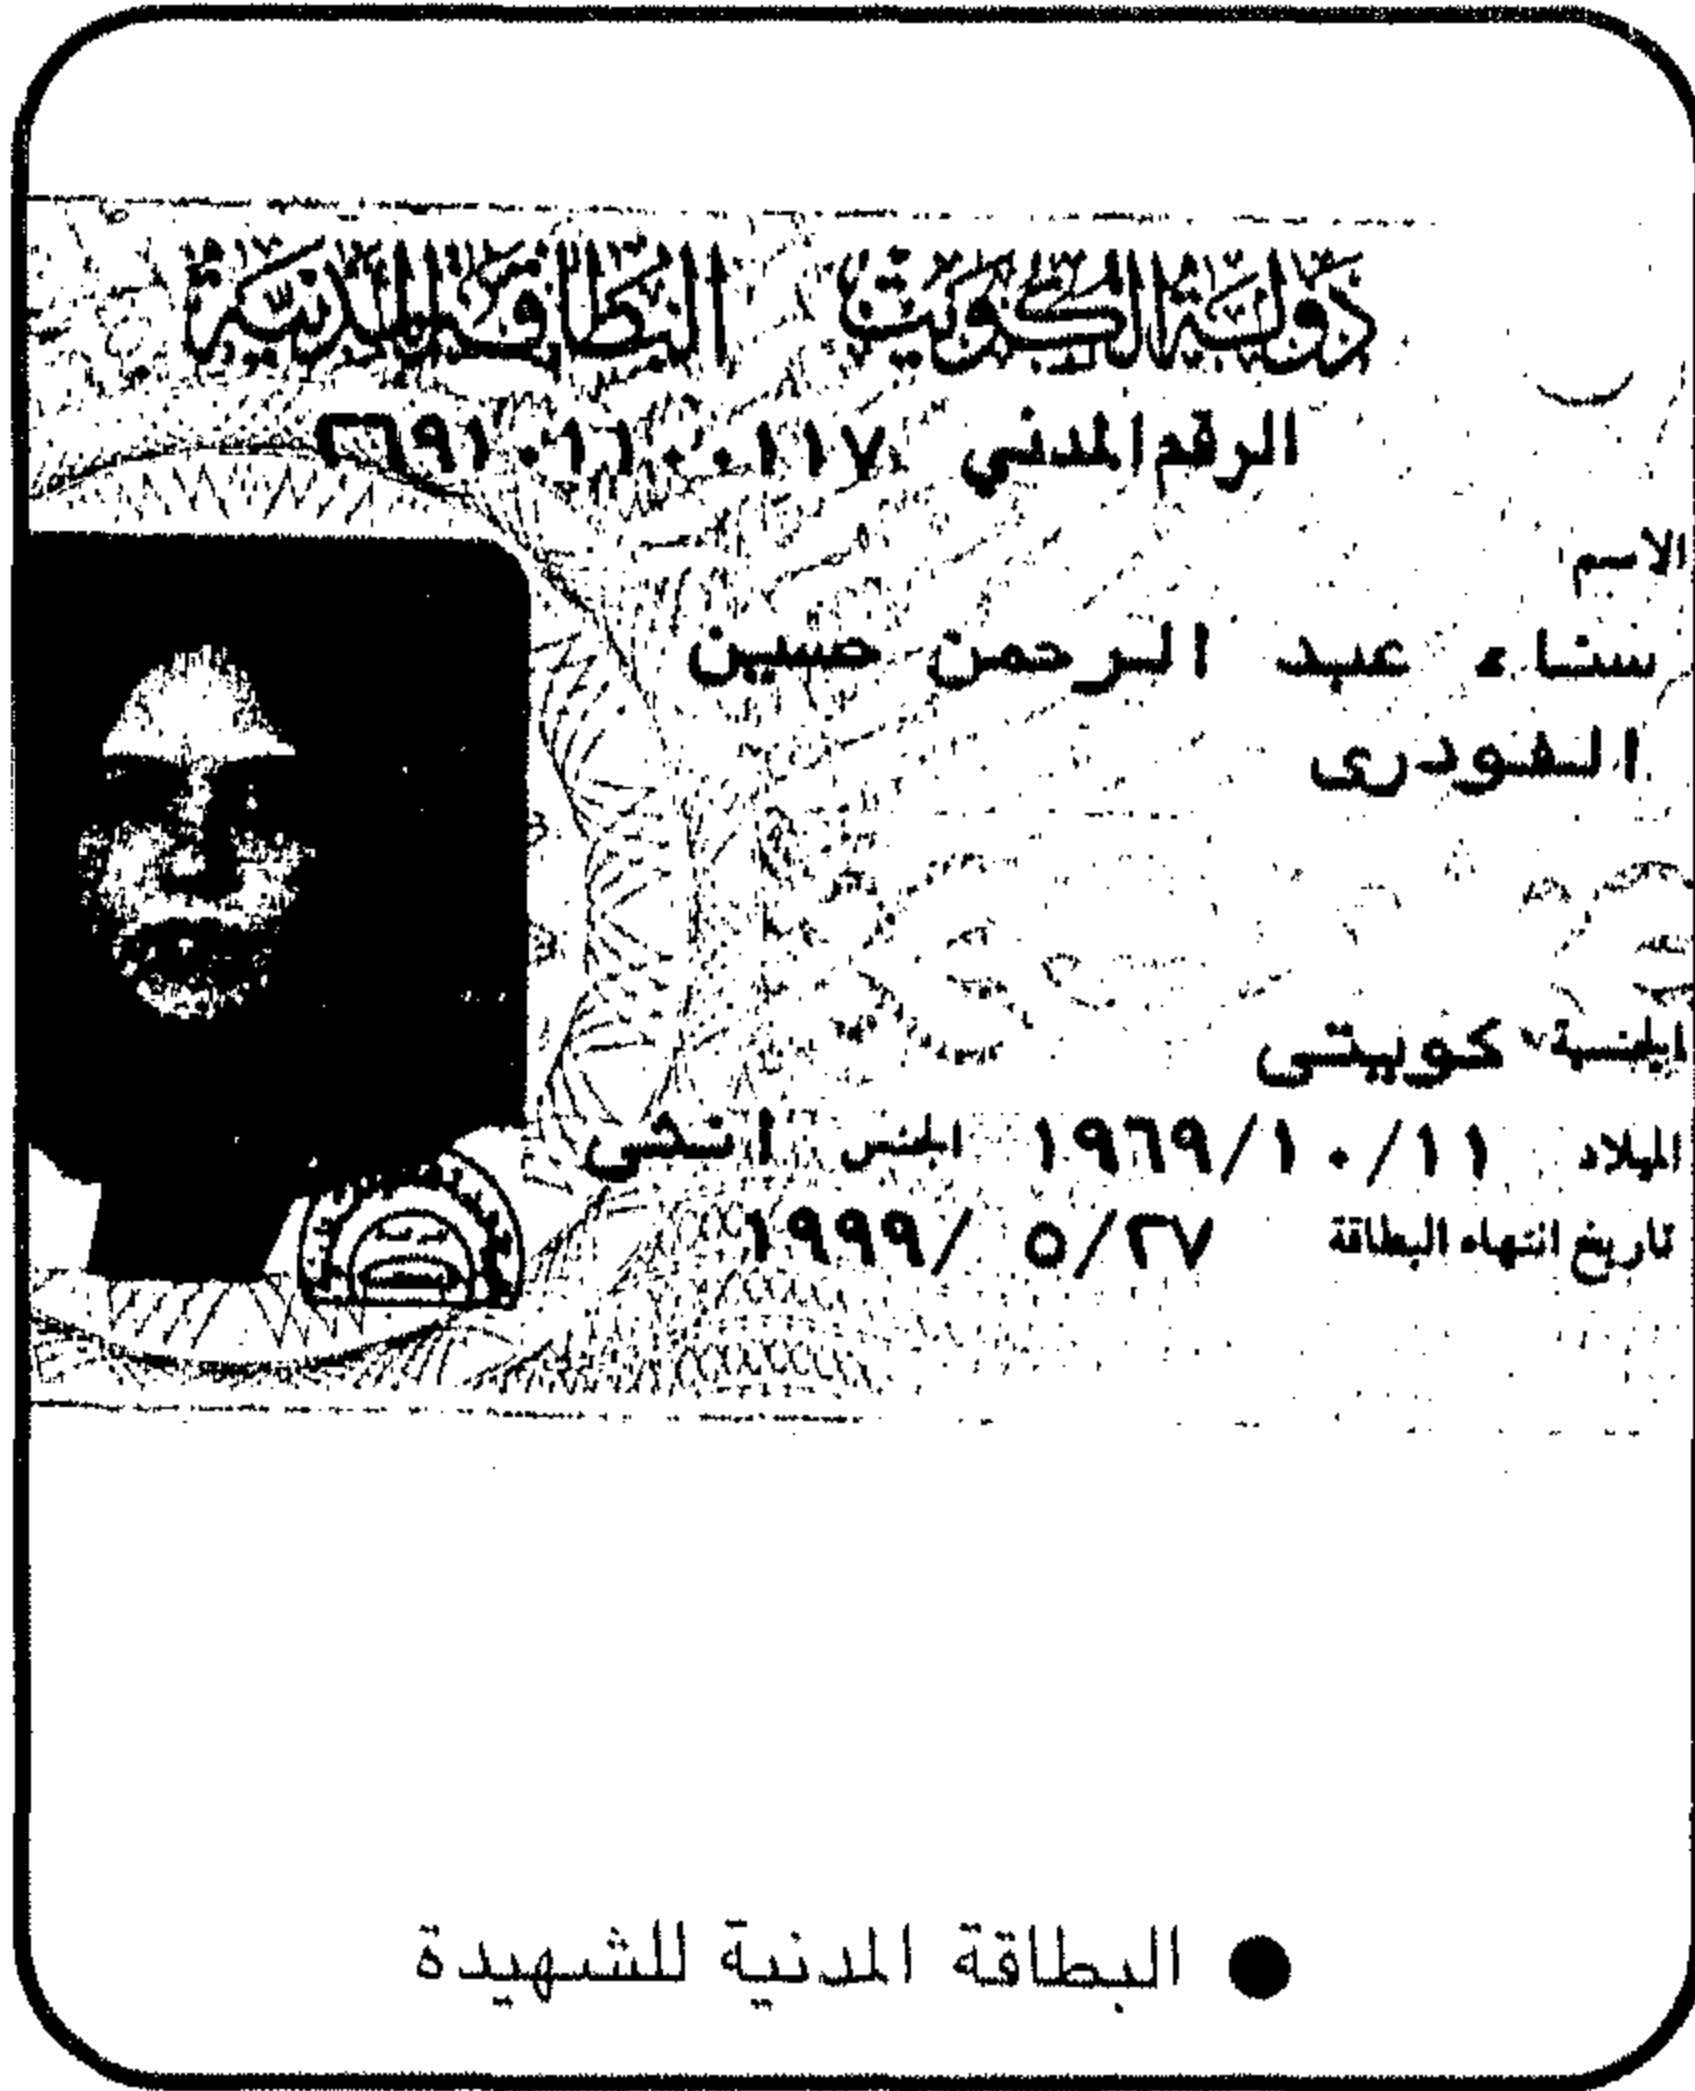 دولة الكويت البطاقة المدنية
الرقم المدني ٢٦٩١٠١١٠٠١١٧
الاسم
سناء عبد الرحمن حسين
الفودرى
الجنسية كويتى
الميلاد ١٩٦٩/١٠/١١ الجنس انثى
تاريخ انتهاء البطاقة ١٩٩٩/ ٥/٢٧
● البطاقة المدنية للشهيدة